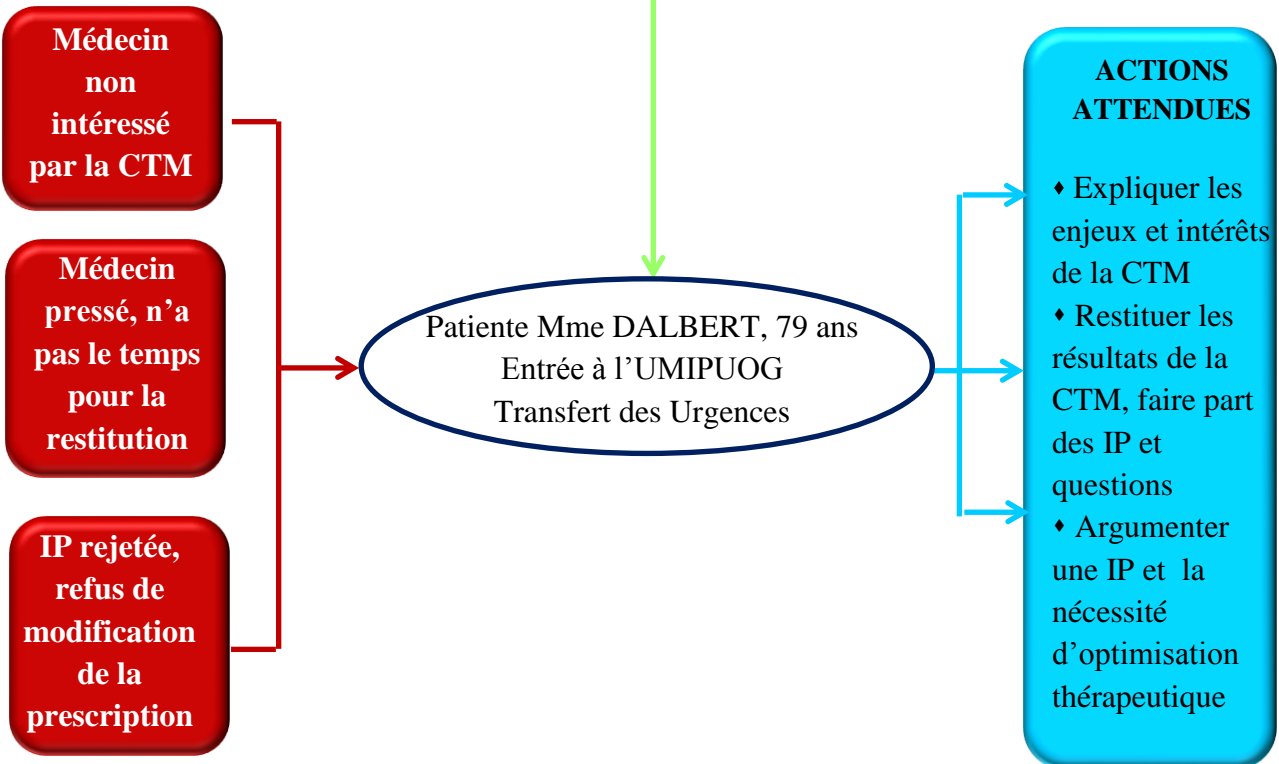 Médecin
non
intéressé
par la CTM
Médecin
pressé, n’a
pas le temps
pour la
restitution
IP rejetée,
refus de
modification
de la
prescription
Patiente Mme DALBERT, 79 ans
Entrée à l’UMIPUOG
Transfert des Urgences
ACTIONS
ATTENDUES
♦ Expliquer les
enjeux et intérêts
de la CTM
♦ Restituer les
résultats de la
CTM, faire part
des IP et
questions
♦ Argumenter
une IP et la
nécessité
d’optimisation
thérapeutique